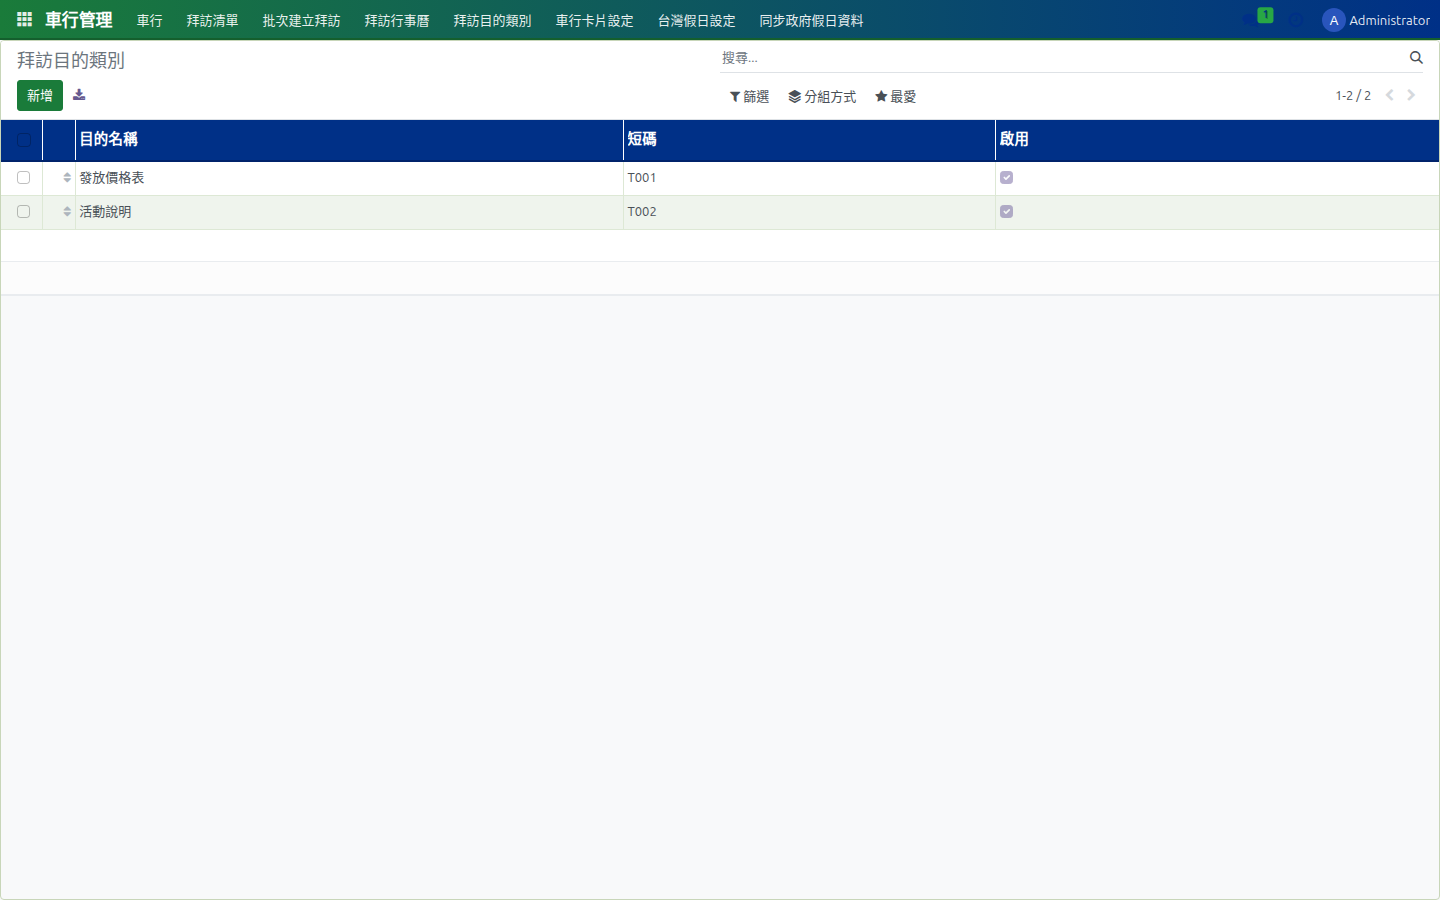 車行管理 車行 拜訪清單 批次建立拜訪 拜訪行事曆 拜訪目的類別 車行卡片設定 台灣假日設定 同步政府假日資料 1 A Administrator
拜訪目的類別 搜尋...
新增 篩選 分組方式 最愛 1-2 / 2
目的名稱 短碼 啟用
發放價格表 T001
活動說明 T002